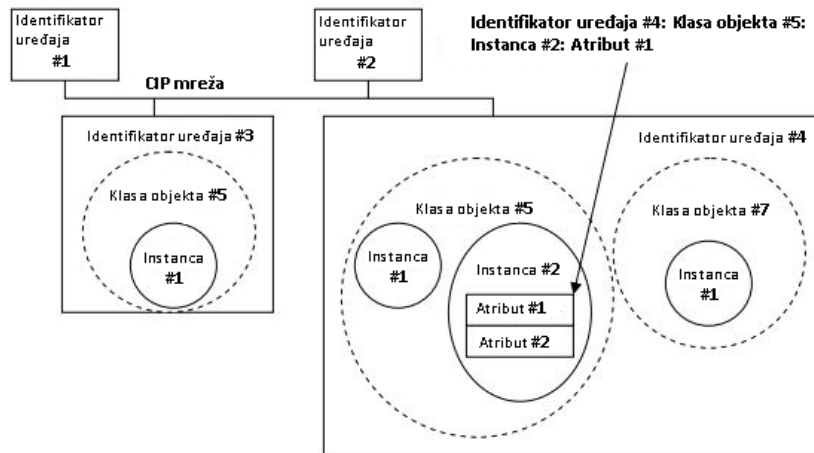 Identifikator
uređaja
#1
Identifikator
uređaja
#2
Identifikator uređaja #4: Klasa objekta #5:
Instanca #2: Atribut #1
CIP mreža
Identifikator uređaja #3
Klasa objekta #5
Instanca
#1
Identifikator uređaja #4
Klasa objekta #5
Instanca
#1
Instanca #2
Atribut #1
Atribut #2
Klasa objekta #7
Instanca
#1